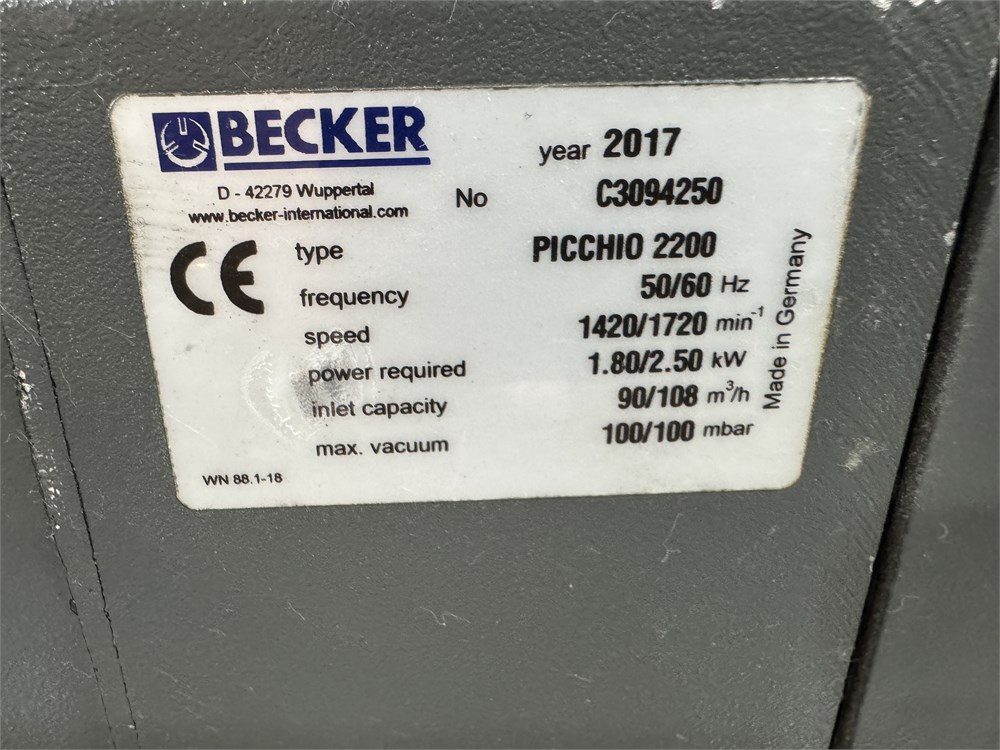 BECKER
D - 42279 Wuppertal
www.becker-international.com
year 2017
No C3094250
CE
type PICCHIO 2200
frequency 50/60 Hz
speed 1420/1720 min⁻¹
power required 1.80/2.50 kW
inlet capacity 90/108 m³/h
max. vacuum 100/100 mbar
Made in Germany
WN 88.1-18